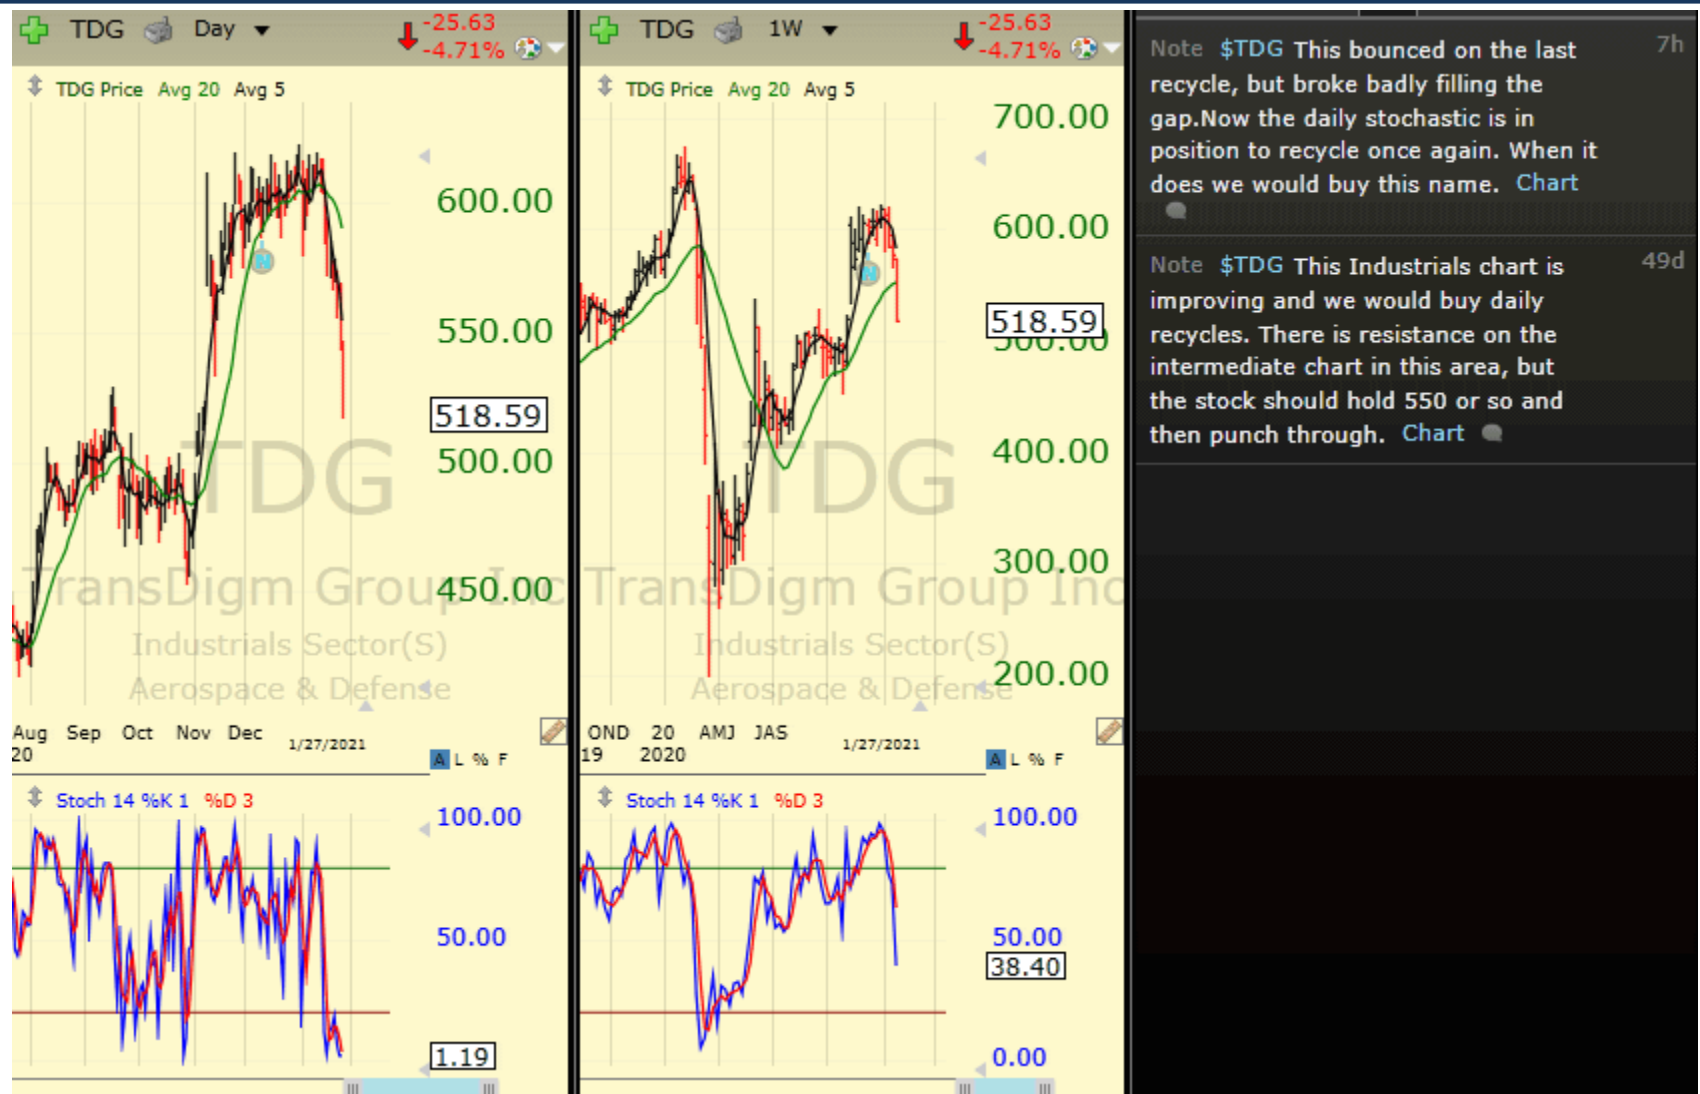 TDG Day -25.63
-4.71%
TDG Price Avg 20 Avg 5
600.00
550.00
518.59
500.00
450.00
TDG
TransDigm Group Inc
Industrials Sector(S)
Aerospace & Defense
Aug Sep Oct Nov Dec 1/27/2021
20
A L % F
Stoch 14 %K 1 %D 3
100.00
50.00
1.19
TDG 1W -25.63
-4.71%
TDG Price Avg 20 Avg 5
700.00
600.00
518.59
500.00
400.00
300.00
200.00
N
N
TDG
TransDigm Group Inc
Industrials Sector(S)
Aerospace & Defense
OND 20 AMJ JAS 1/27/2021
19 2020
A L % F
Stoch 14 %K 1 %D 3
100.00
50.00
38.40
0.00
Note $TDG This bounced on the last 7h
recycle, but broke badly filling the
gap.Now the daily stochastic is in
position to recycle once again. When it
does we would buy this name. Chart
Note $TDG This Industrials chart is 49d
improving and we would buy daily
recycles. There is resistance on the
intermediate chart in this area, but
the stock should hold 550 or so and
then punch through. Chart